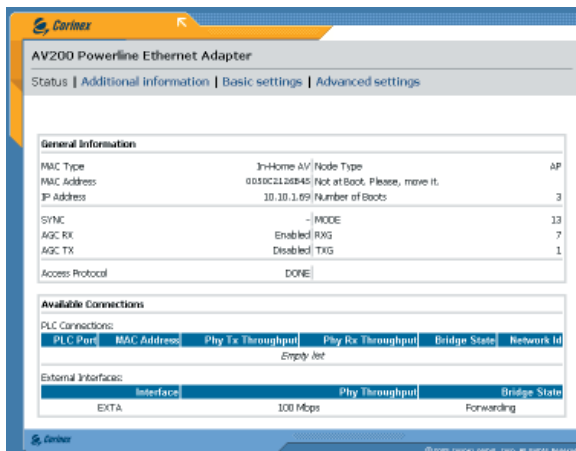 Corinex
AV200 Powerline Ethernet Adapter
Status | Additional information | Basic settings | Advanced settings
General Information
MAC Type In-Home AV Node Type AP
MAC Address Not at Boot. Please, move it.
IP Address 10.10.1.69 Number of Boots 3
SYNC - MODE 13
AGC RX Enabled RXG 7
AGC TX Disabled TXG 1
Access Protocol DONE
Available Connections
PLC Connections:
PLC Port MAC Address Phy Tx Throughput Phy Rx Throughput Bridge State Network Id
Empty list
External Interfaces:
Interface Phy Throughput Bridge State
EXTA 100 Mbps Forwarding
Corinex